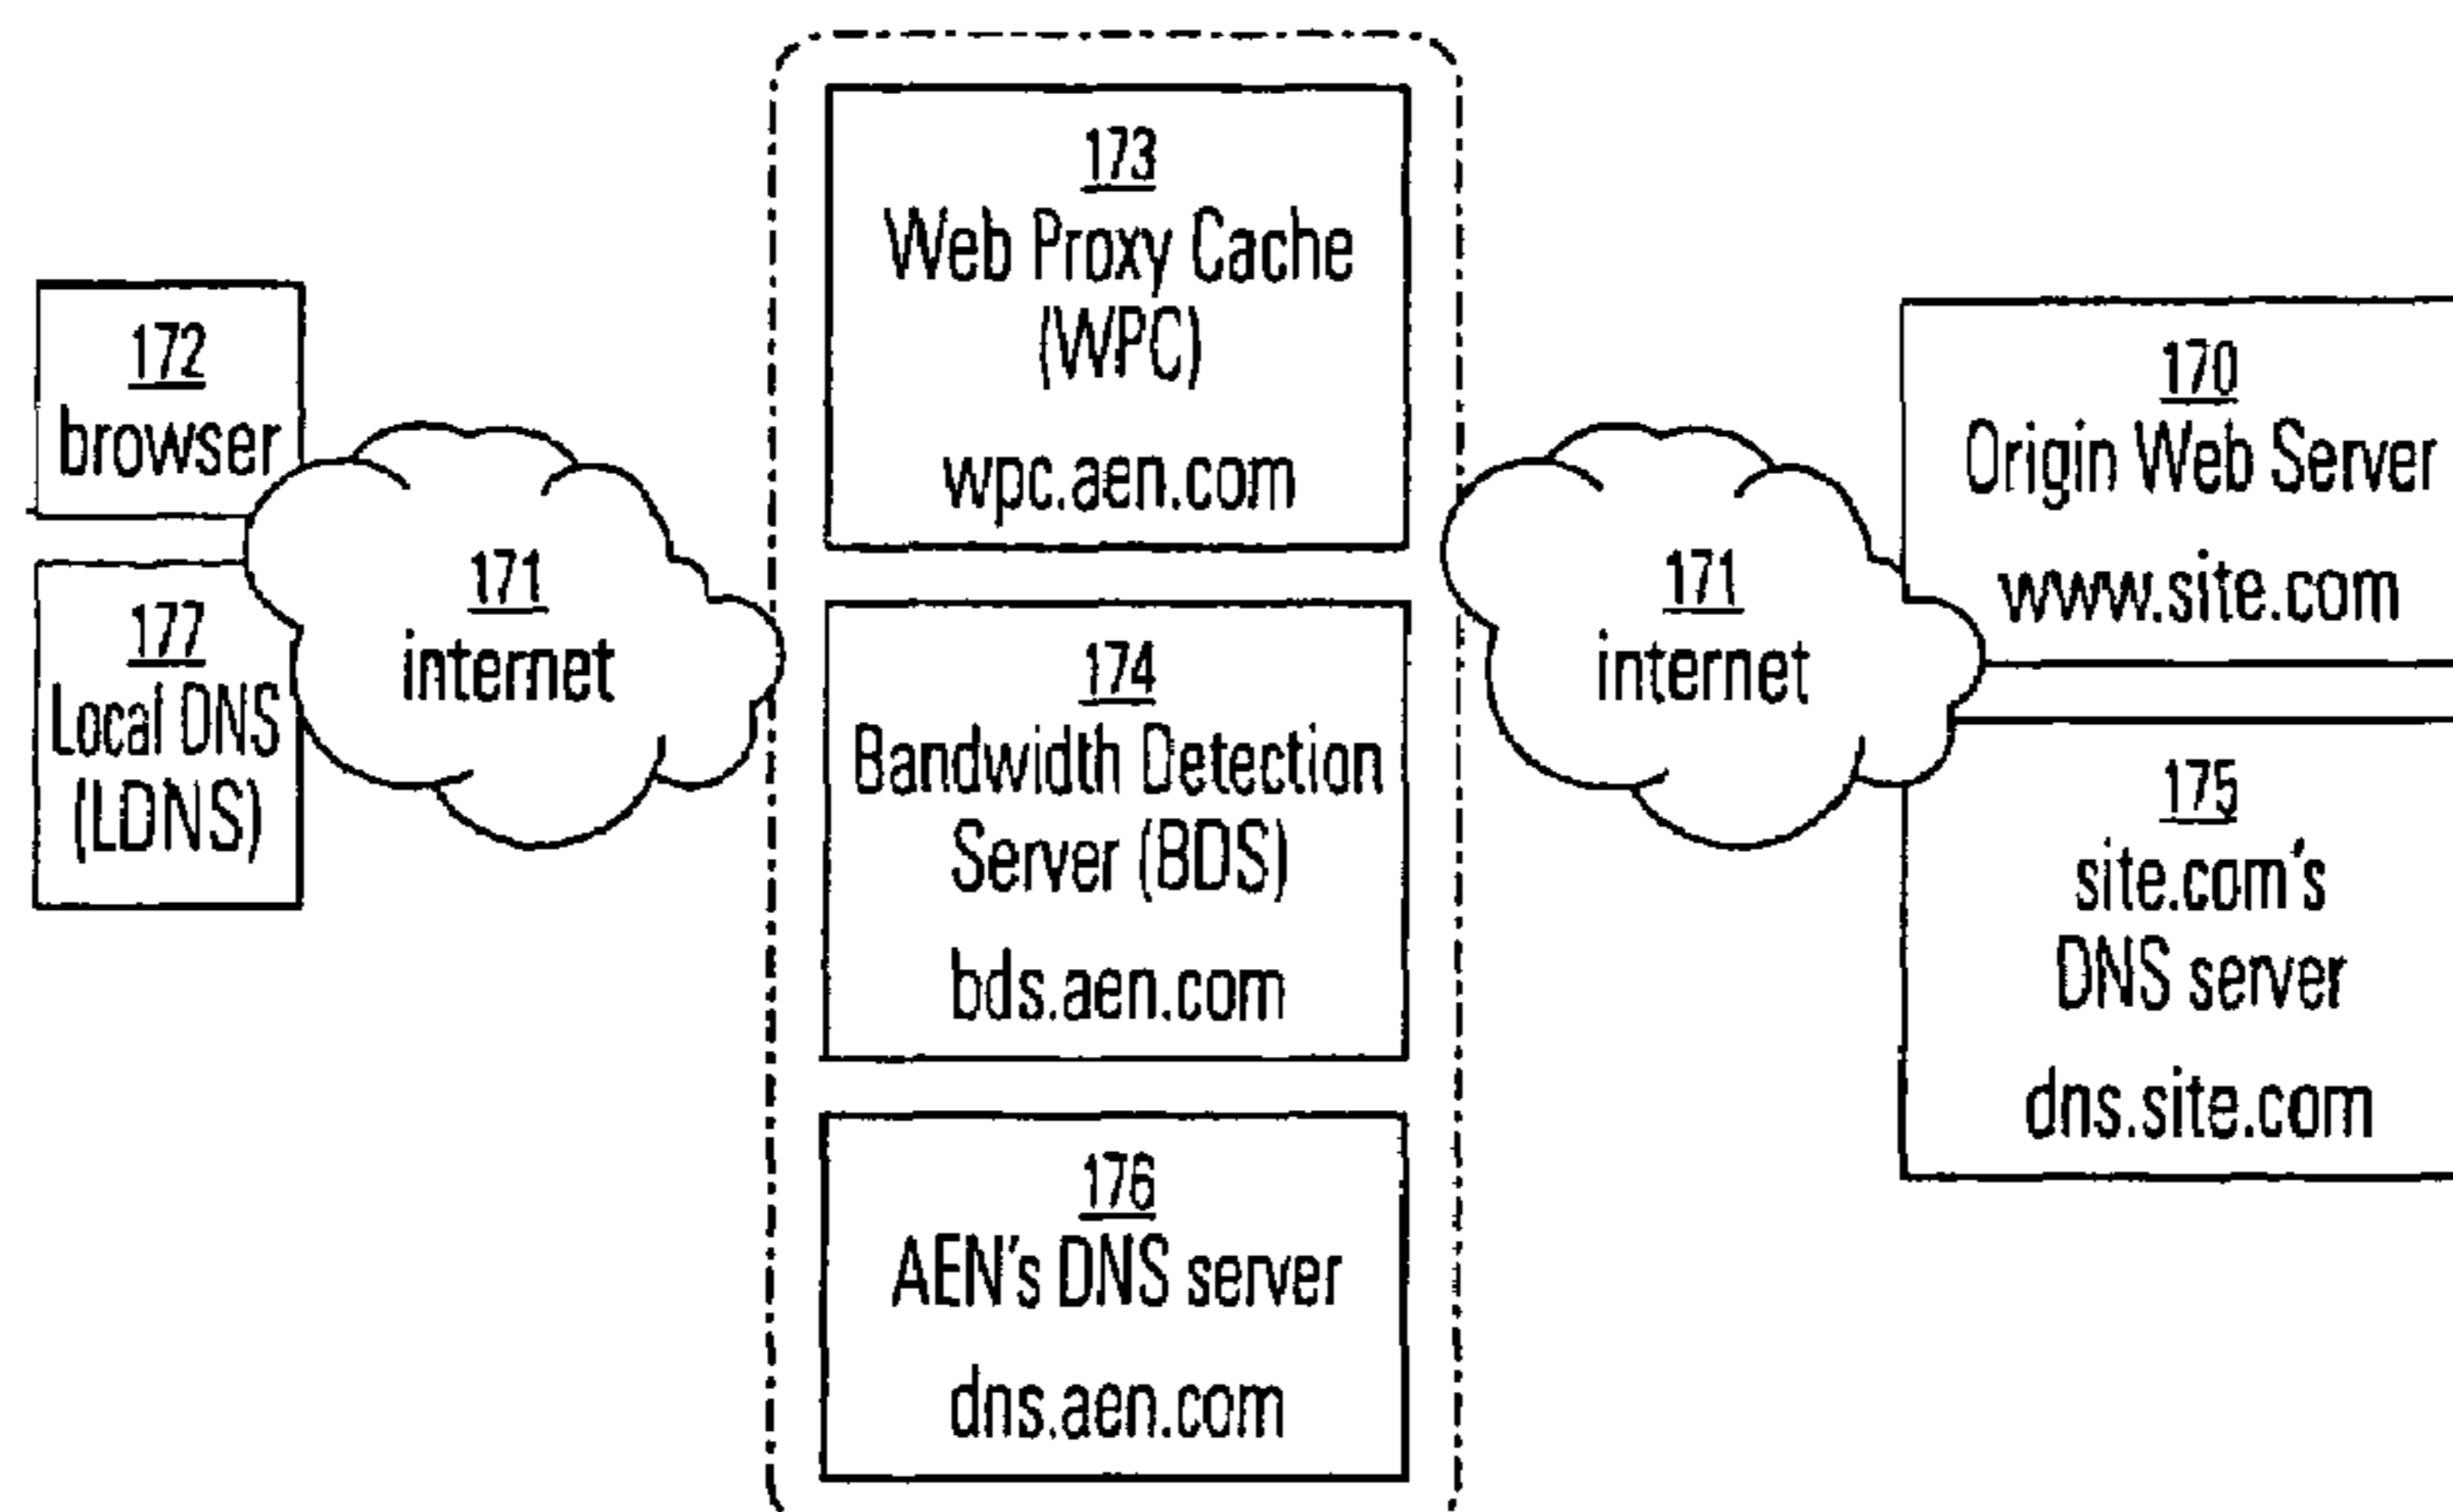 172
browser
177
Local DNS
(LDNS)
171
internet
173
Web Proxy Cache
(WPC)
wpc.aen.com
174
Bandwidth Detection
Server (BDS)
bds.aen.com
176
AEN's DNS server
dns.aen.com
171
internet
170
Origin Web Server
www.site.com
175
site.com's
DNS server
dns.site.com